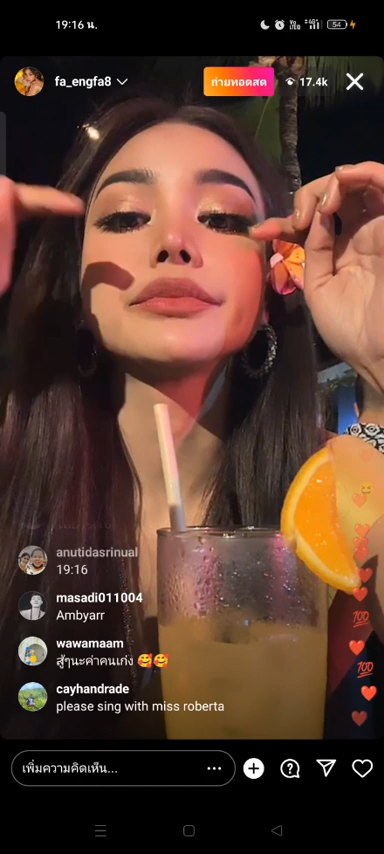 19:16 น.
54
fa_engfa8
ถ่ายทอดสด
17.4k
anutidasrinual
19:16
masadi011004
Ambyarr
wawamaam
สู้ๆนะคำคนเก่ง 🥰🥰
cayhandrade
please sing with miss roberta
100
100
เพิ่มความคิดเห็น...